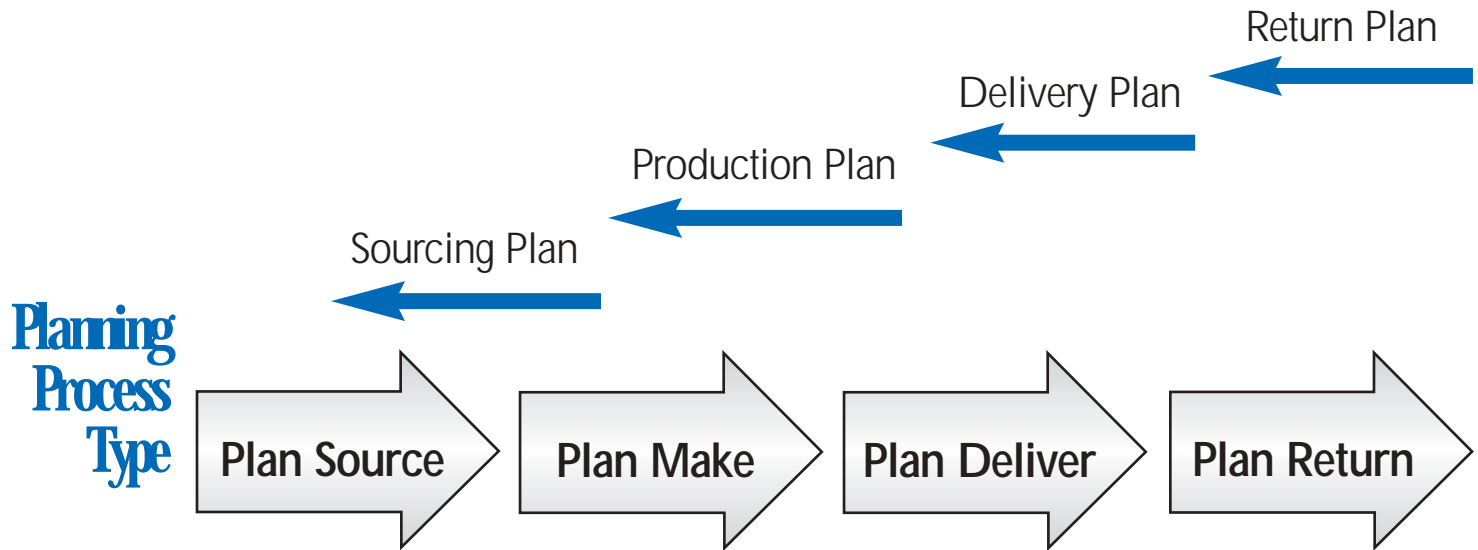 Return Plan
Delivery Plan
Production Plan
Sourcing Plan
Planning
Process
Type
Plan Source
Plan Make
Plan Deliver
Plan Return